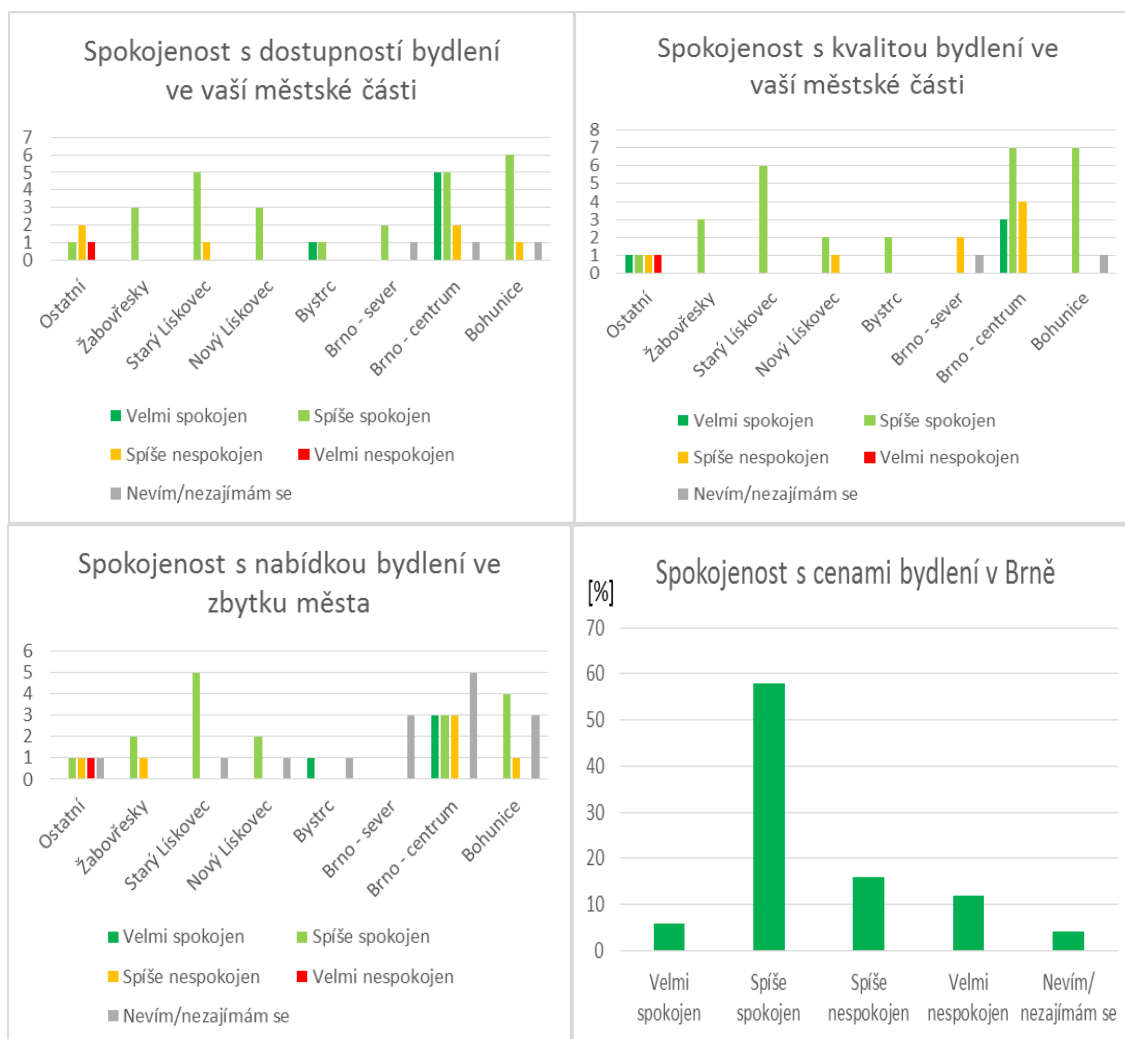 Spokojenost s dostupností bydlení
ve vaší městské části
7
6
5
4
3
2
1
0
Ostatní
Žabovřesky
Starý Lískovec
Nový Lískovec
Bystrc
Brno - sever
Brno - centrum
Bohunice
Velmi spokojen
Spíše spokojen
Spíše nespokojen
Velmi nespokojen
Nevím/nezajímám se
Spokojenost s kvalitou bydlení ve
vaší městské části
8
7
6
5
4
3
2
1
0
Ostatní
Žabovřesky
Starý Lískovec
Nový Lískovec
Bystrc
Brno - sever
Brno - centrum
Bohunice
Velmi spokojen
Spíše spokojen
Spíše nespokojen
Velmi nespokojen
Nevím/nezajímám se
Spokojenost s nabídkou bydlení ve
zbytku města
6
5
4
3
2
1
0
Ostatní
Žabovřesky
Starý Lískovec
Nový Lískovec
Bystrc
Brno - sever
Brno - centrum
Bohunice
Velmi spokojen
Spíše spokojen
Spíše nespokojen
Velmi nespokojen
Nevím/nezajímám se
Spokojenost s cenami bydlení v Brně
[%]
70
60
50
40
30
20
10
0
Velmi
spokojen
Spíše
spokojen
Spíše
nespokojen
Velmi
nespokojen
Nevím/
nezajímám se